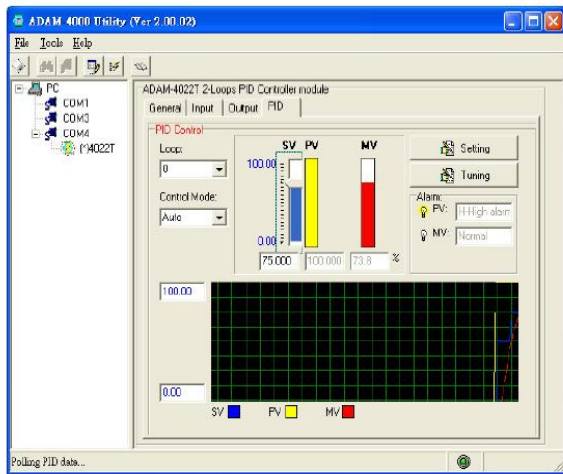 ADAM 4000 Utility (Ver 2.00.02)
File Tools Help
PC
COM1
COM3
COM4
(*)4022T
ADAM-4022T 2-Loops PID Controller module
General Input Output PID
PID Control
Loop:
0
Control Mode:
Auto
SV PV MV
100.00
0.00
75.000 100.000 73.8 %
Setting
Tuning
Alarm:
PV: H-High alarm
MV: Normal
100.00
0.00
SV PV MV
Polling PID data...